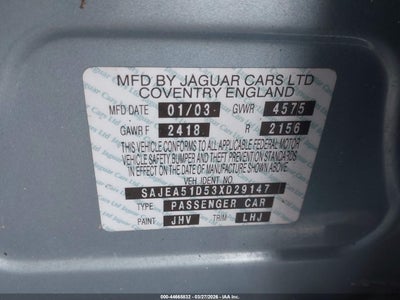 MFD BY JAGUAR CARS LTD
COVENTRY ENGLAND
MFD DATE 01/03 GVWR 4575
GAWR F 2418 R 2156
THIS VEHICLE CONFORMS TO ALL APPLICABLE FEDERAL MOTOR
VEHICLE SAFETY BUMPER AND THEFT PREVENTION STANDARDS
IN EFFECT ON THE DATE OF MANUFACTURE SHOWN ABOVE
VEH IDENT Nº
SAJEA51D53XD29147
TYPE PASSENGER CAR
PAINT JHV TRIM LHJ
000-44665832 - 03/27/2026 - IAAI.COM